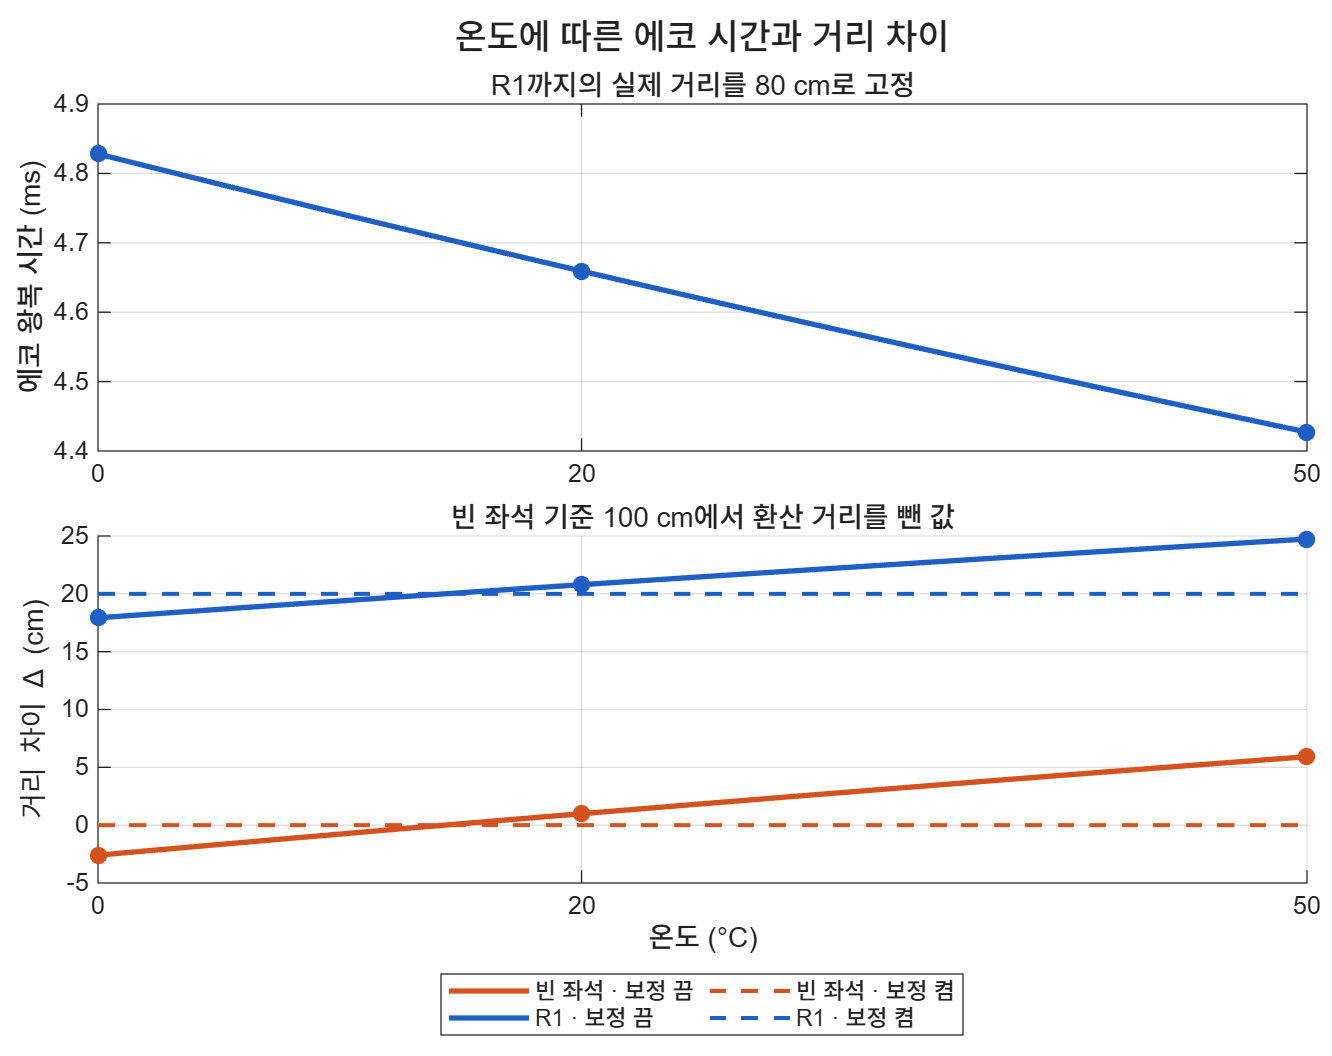 온도에 따른 에코 시간과 거리 차이
R1까지의 실제 거리를 80 cm로 고정
에코 왕복 시간 (ms)
4.9
4.8
4.7
4.6
4.5
4.4
0
20
50
빈 좌석 기준 100 cm에서 환산 거리를 뺀 값
거리 차이 Δ (cm)
25
20
15
10
5
0
-5
0
20
50
온도 (°C)
빈 좌석 · 보정 끔
빈 좌석 · 보정 켬
R1 · 보정 끔
R1 · 보정 켬